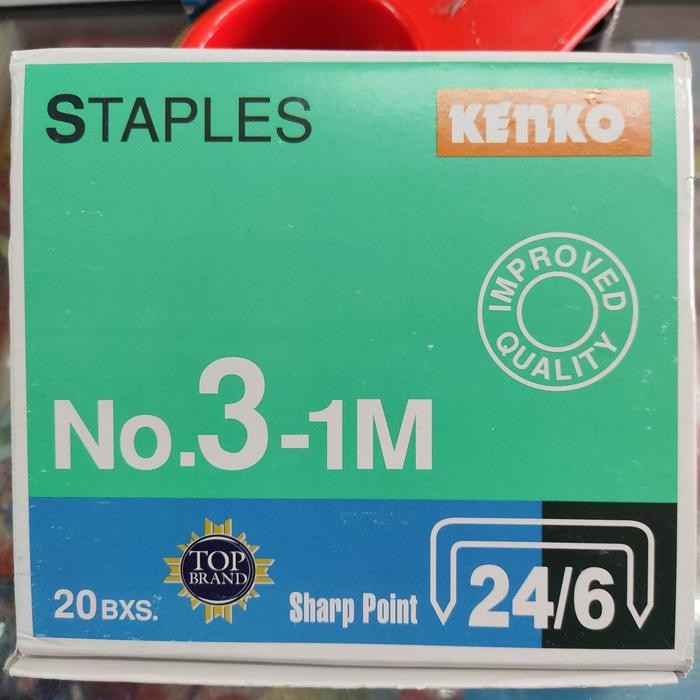 STAPLES
KENKO®
IMPROVED
QUALITY
No.3-1M
TOP
BRAND
20 BXS.
Sharp Point
24/6